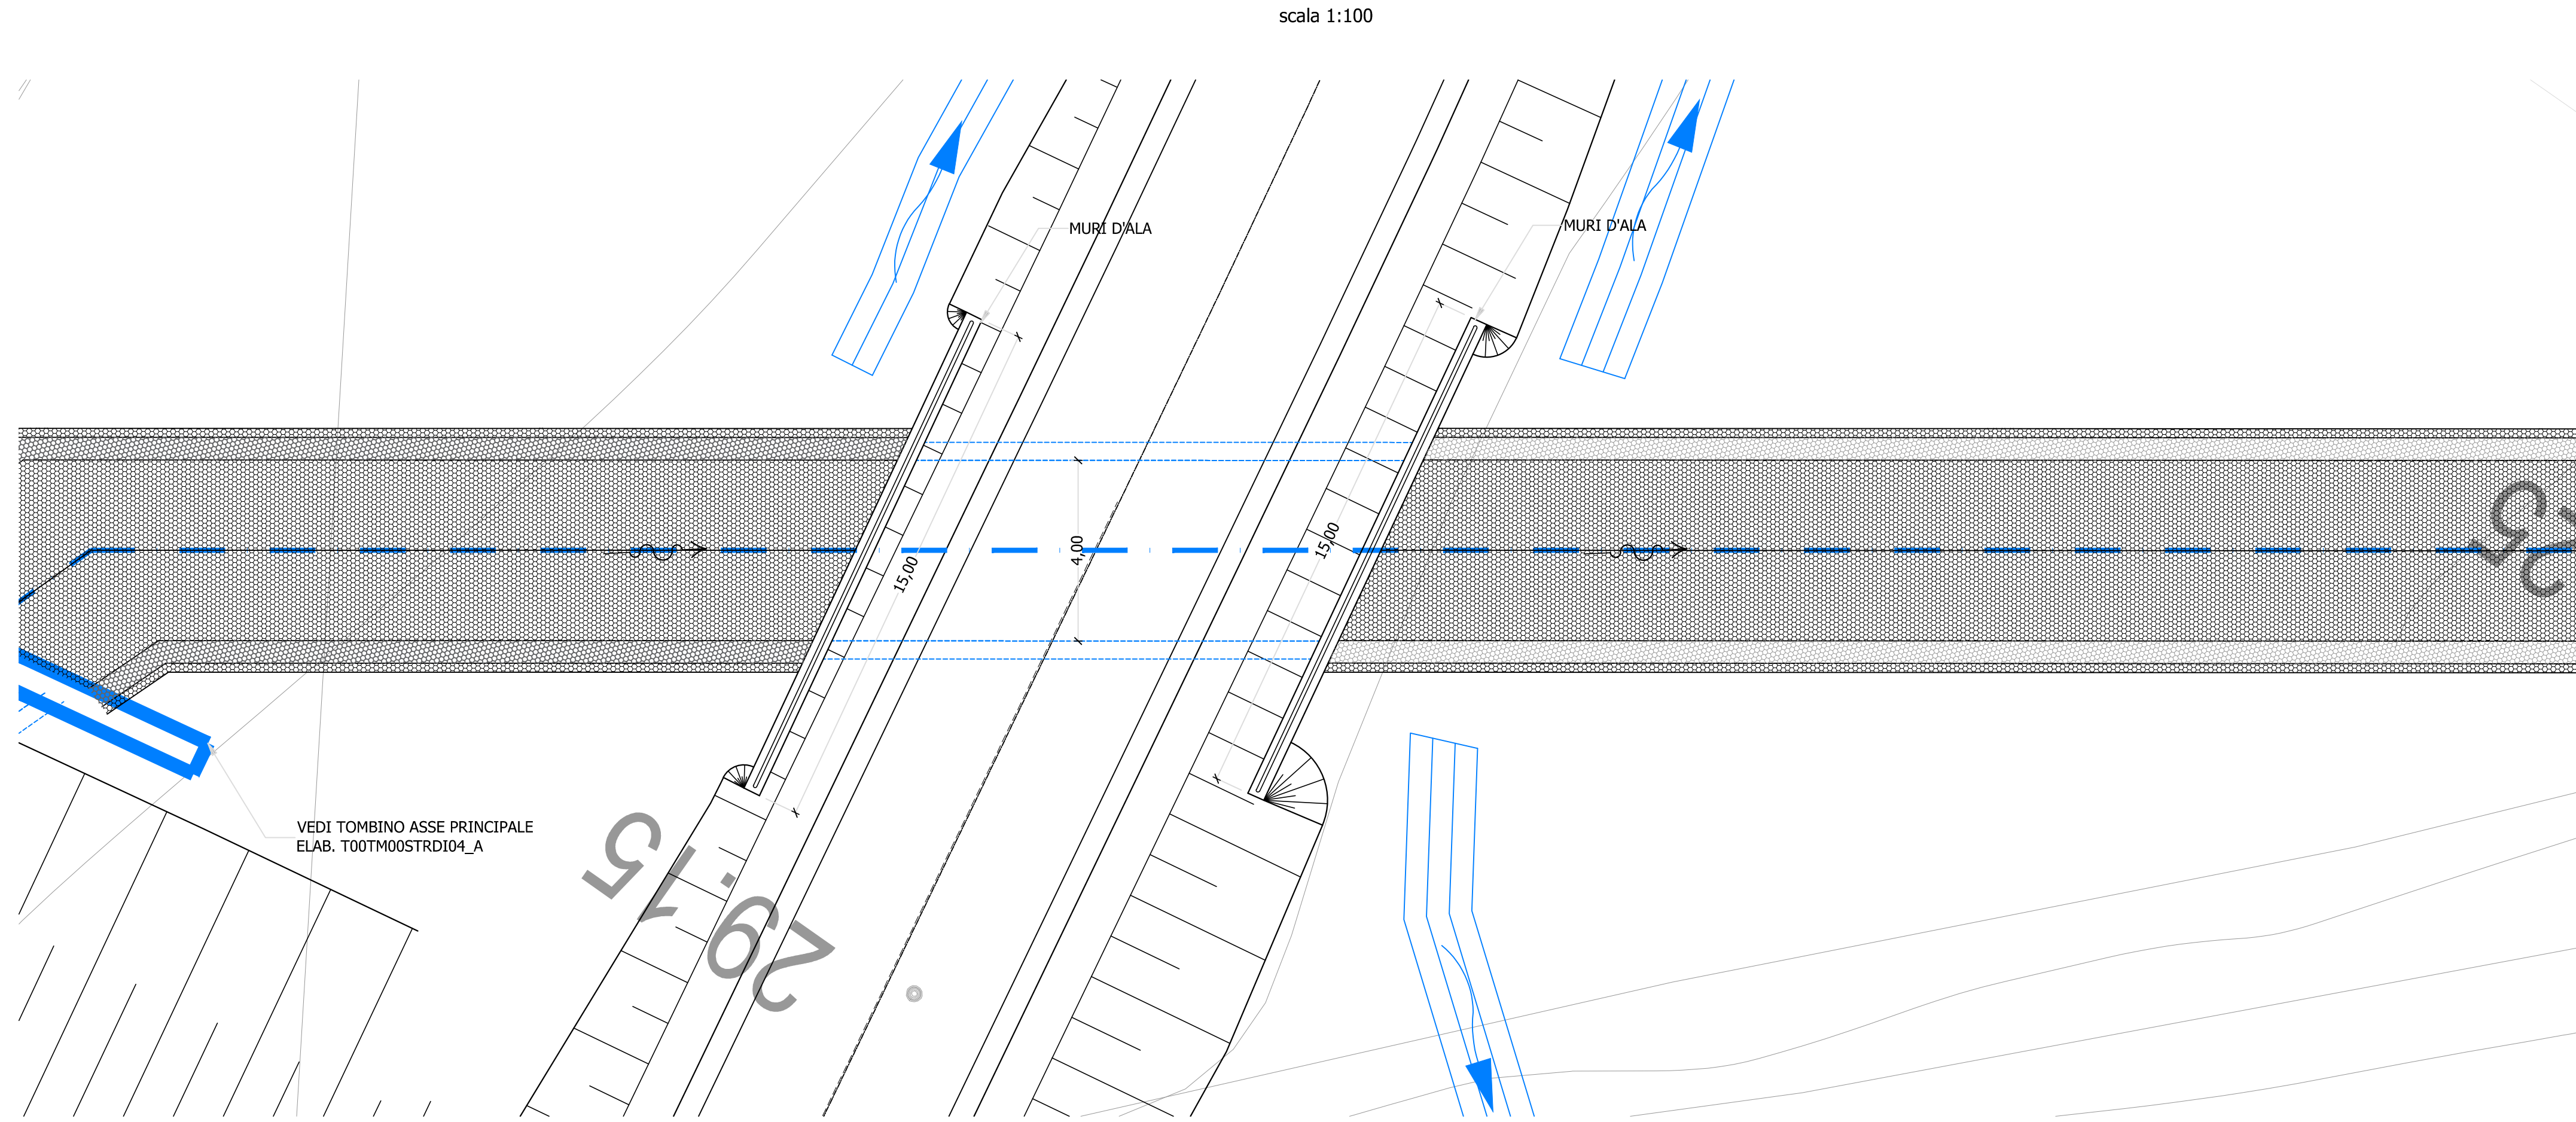 scala 1:100
MURI D'ALA
MURI D'ALA
15,00
4,00
15,00
VEDI TOMBINO ASSE PRINCIPALE
ELAB. T00TM00STRDI04_A
29.15